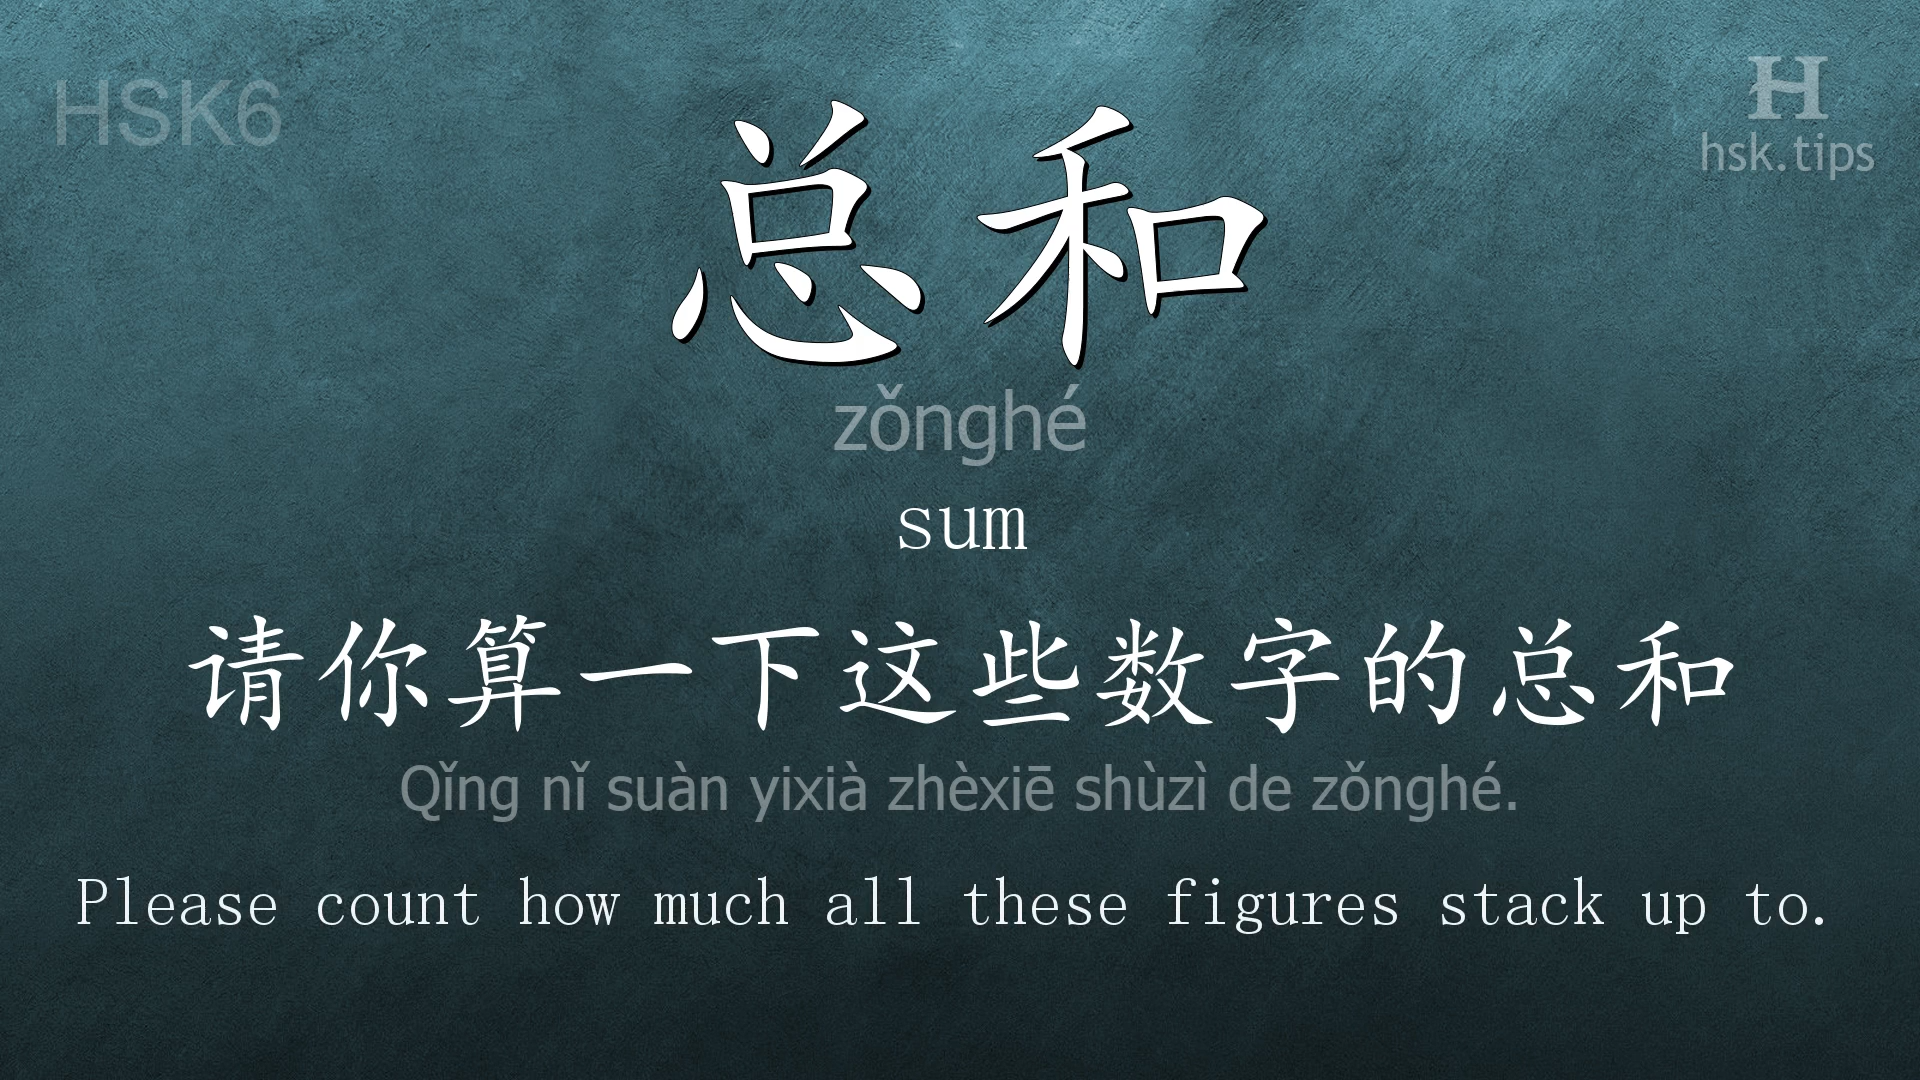 HSK6
H
hsk.tips
总和
zǒnghé
sum
请你算一下这些数字的总和
Qǐng nǐ suàn yixià zhèxiē shùzì de zǒnghé.
Please count how much all these figures stack up to.